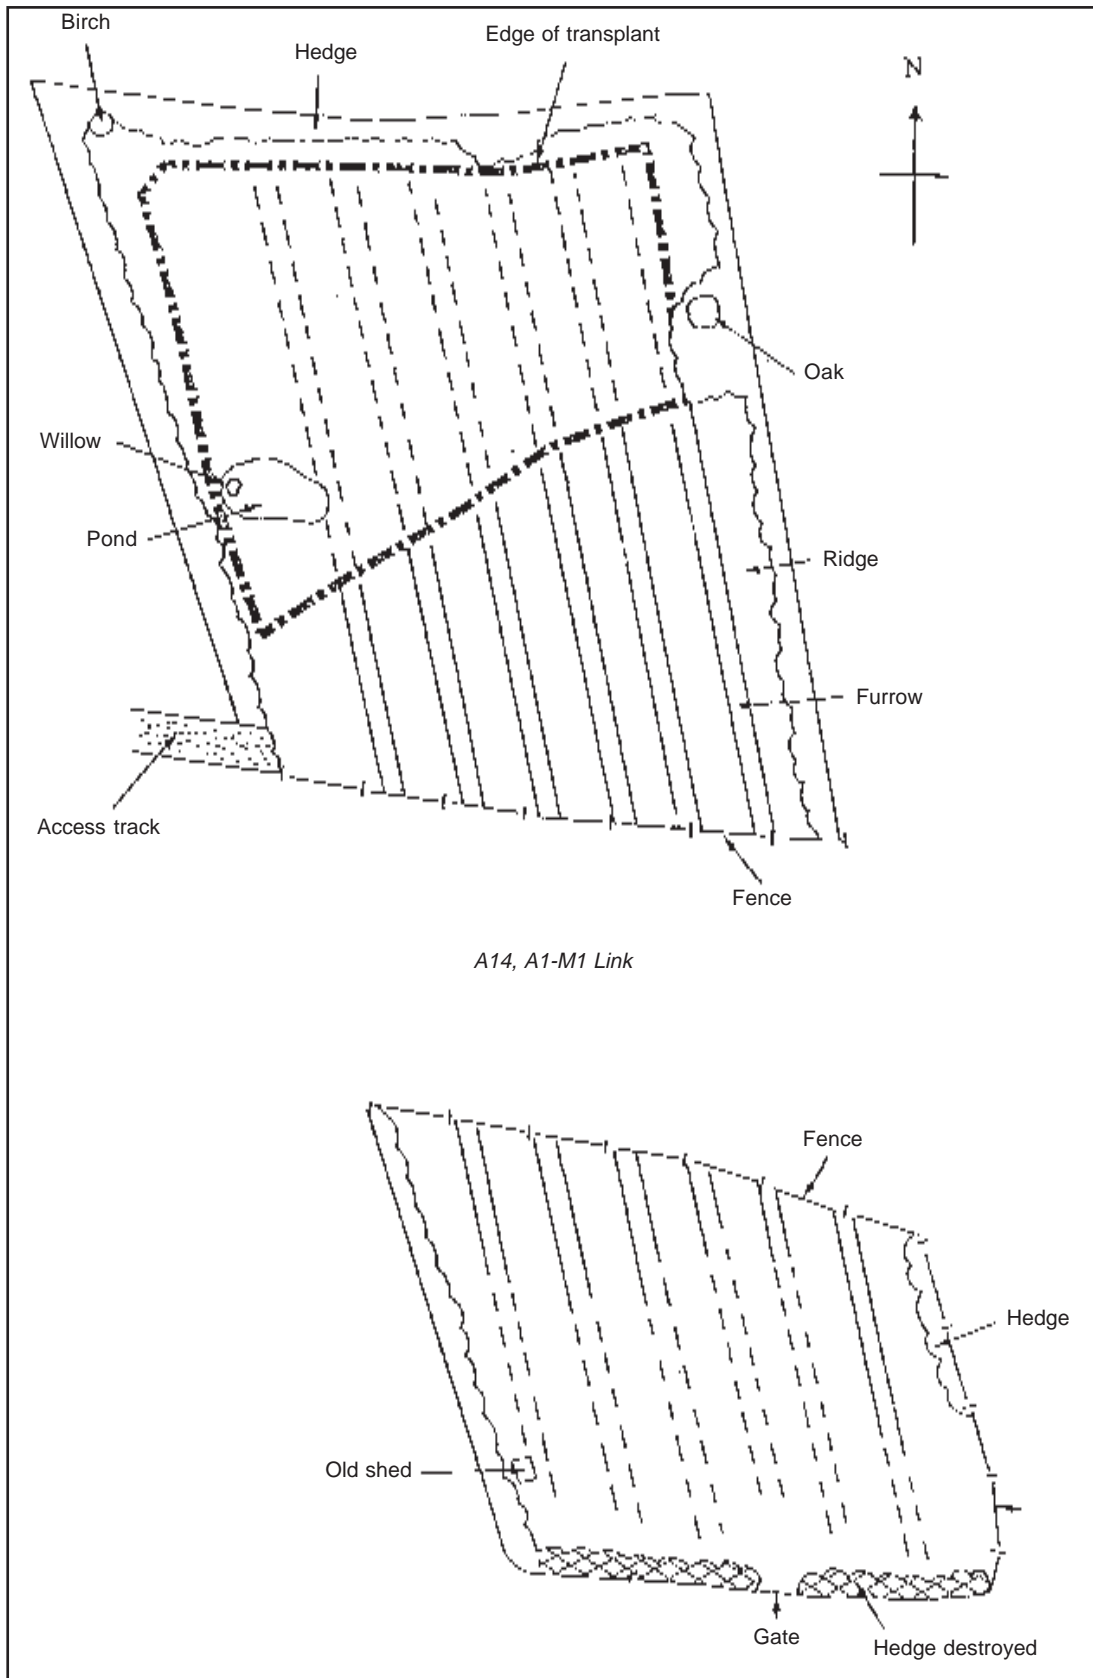 Birch
Edge of transplant
Hedge
N
Oak
Willow
Pond
Ridge
Furrow
Access track
Fence
A14, A1-M1 Link
Fence
Hedge
Old shed
Gate
Hedge destroyed